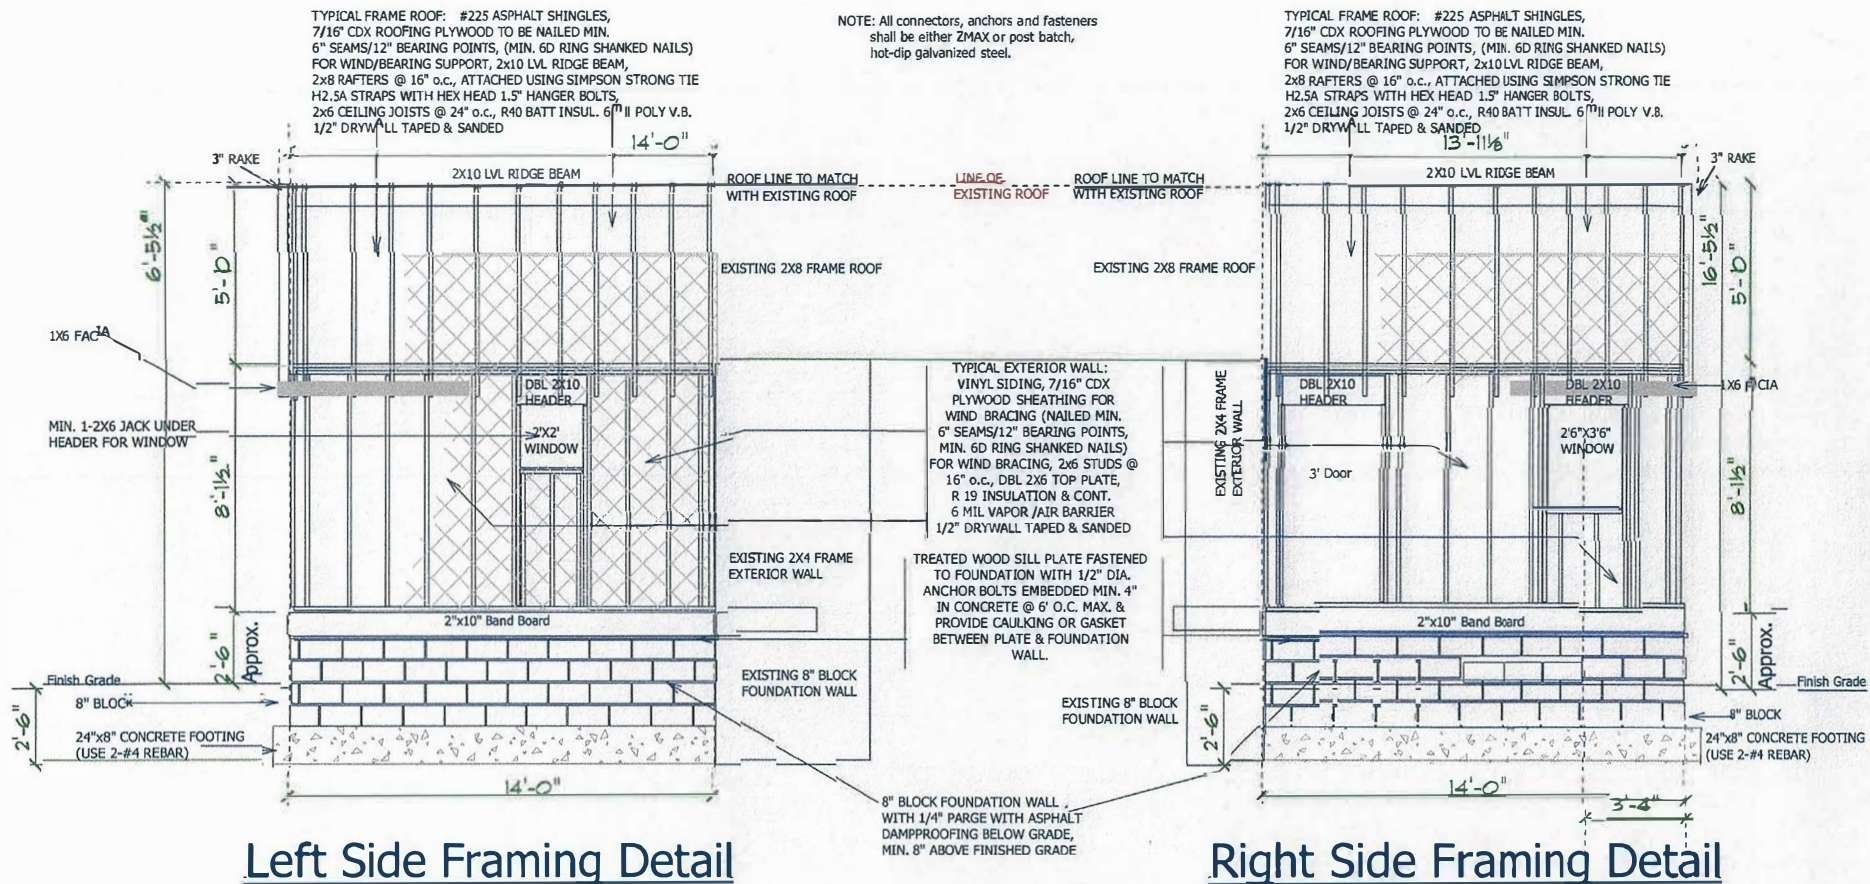 TYPICAL FRAME ROOF: #225 ASPHALT SHINGLES,
7/16" CDX ROOFING PLYWOOD TO BE NAILED MIN.
6" SEAMS/12" BEARING POINTS, (MIN. 6D RING SHANKED NAILS)
FOR WIND/BEARING SUPPORT, 2x10 LVL RIDGE BEAM,
2x8 RAFTERS @ 16" o.c., ATTACHED USING SIMPSON STRONG TIE
H2.5A STRAPS WITH HEX HEAD 1.5" HANGER BOLTS,
2x6 CEILING JOISTS @ 24" o.c., R40 BATT INSUL. 6 mil POLY V.B.
1/2" DRYWALL TAPED & SANDED
NOTE: All connectors, anchors and fasteners
shall be either ZMAX or post batch,
hot-dip galvanized steel.
TYPICAL FRAME ROOF: #225 ASPHALT SHINGLES,
7/16" CDX ROOFING PLYWOOD TO BE NAILED MIN.
6" SEAMS/12" BEARING POINTS, (MIN. 6D RING SHANKED NAILS)
FOR WIND/BEARING SUPPORT, 2x10 LVL RIDGE BEAM,
2x8 RAFTERS @ 16" o.c., ATTACHED USING SIMPSON STRONG TIE
H2.5A STRAPS WITH HEX HEAD 1.5" HANGER BOLTS,
2x6 CEILING JOISTS @ 24" o.c., R40 BATT INSUL. 6 mil POLY V.B.
1/2" DRYWALL TAPED & SANDED
14'-0"
13'-11⅛"
3" RAKE
2X10 LVL RIDGE BEAM
ROOF LINE TO MATCH
WITH EXISTING ROOF
LINE OF
EXISTING ROOF
ROOF LINE TO MATCH
WITH EXISTING ROOF
2X10 LVL RIDGE BEAM
3" RAKE
6'-5½"
5'-0"
EXISTING 2X8 FRAME ROOF
EXISTING 2X8 FRAME ROOF
16'-5½"
5'-0"
1X6 FACIA
DBL 2X10
HEADER
MIN. 1-2X6 JACK UNDER
HEADER FOR WINDOW
2'X2'
WINDOW
8'-1½"
TYPICAL EXTERIOR WALL:
VINYL SIDING, 7/16" CDX
PLYWOOD SHEATHING FOR
WIND BRACING (NAILED MIN.
6" SEAMS/12" BEARING POINTS,
MIN. 6D RING SHANKED NAILS)
FOR WIND BRACING, 2x6 STUDS @
16" o.c., DBL 2X6 TOP PLATE,
R 19 INSULATION & CONT.
6 MIL VAPOR /AIR BARRIER
1/2" DRYWALL TAPED & SANDED
EXISTING 2X4 FRAME
EXTERIOR WALL
DBL 2X10
HEADER
DBL 2X10
HEADER
1X6 FACIA
3' Door
2'6"X3'6"
WINDOW
8'-1½"
EXISTING 2X4 FRAME
EXTERIOR WALL
TREATED WOOD SILL PLATE FASTENED
TO FOUNDATION WITH 1/2" DIA.
ANCHOR BOLTS EMBEDDED MIN. 4"
IN CONCRETE @ 6' O.C. MAX. &
PROVIDE CAULKING OR GASKET
BETWEEN PLATE & FOUNDATION
WALL.
2"x10" Band Board
2"x10" Band Board
2'-6"
Approx.
2'-6"
Approx.
Finish Grade
8" BLOCK
EXISTING 8" BLOCK
FOUNDATION WALL
EXISTING 8" BLOCK
FOUNDATION WALL
Finish Grade
8" BLOCK
2'-6"
24"x8" CONCRETE FOOTING
(USE 2-#4 REBAR)
2'-6"
24"x8" CONCRETE FOOTING
(USE 2-#4 REBAR)
14'-0"
14'-0"
3'-4"
8" BLOCK FOUNDATION WALL
WITH 1/4" PARGE WITH ASPHALT
DAMPPROOFING BELOW GRADE,
MIN. 8" ABOVE FINISHED GRADE
Left Side Framing Detail
Right Side Framing Detail